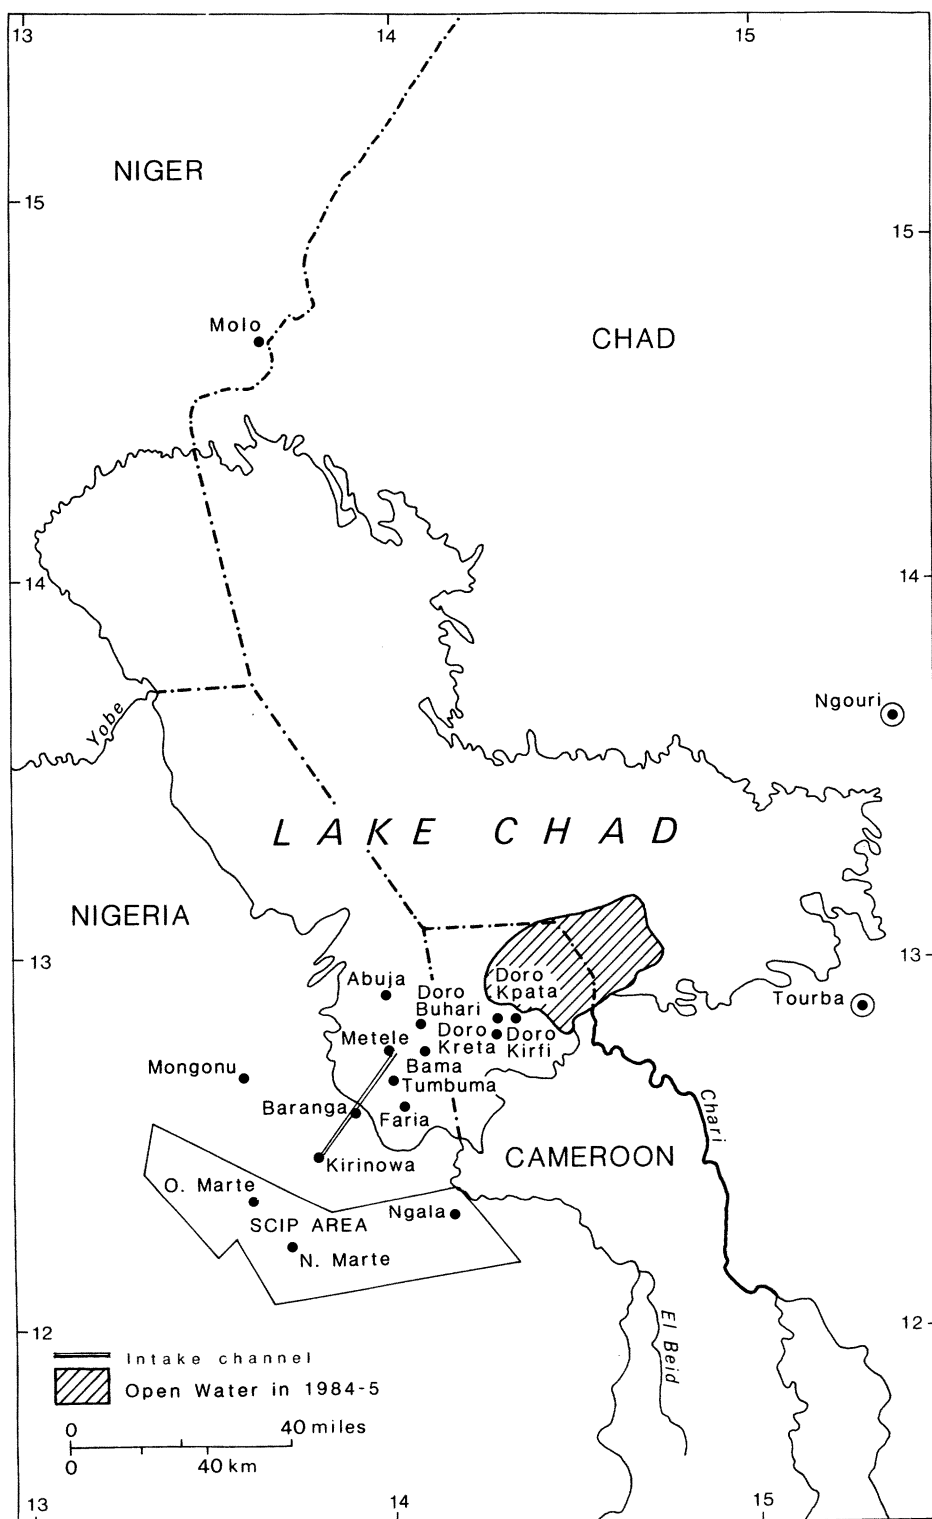 13
14
15
NIGER
15
15
Molo
CHAD
14
14
Ngouri
Yobe
LAKE CHAD
NIGERIA
13
13
Abuja
Doro
Buhari
Doro
Kpata
Tourba
Metele
Doro
Kreta
Doro
Kirfi
Mongonu
Bama
Tumbuma
Baranga
Faria
Chari
Kirinowa
CAMEROON
O. Marte
SCIP AREA
Ngala
N. Marte
12
12
El Beid
Intake channel
Open Water in 1984-5
0
40 miles
0
40 km
13
14
15